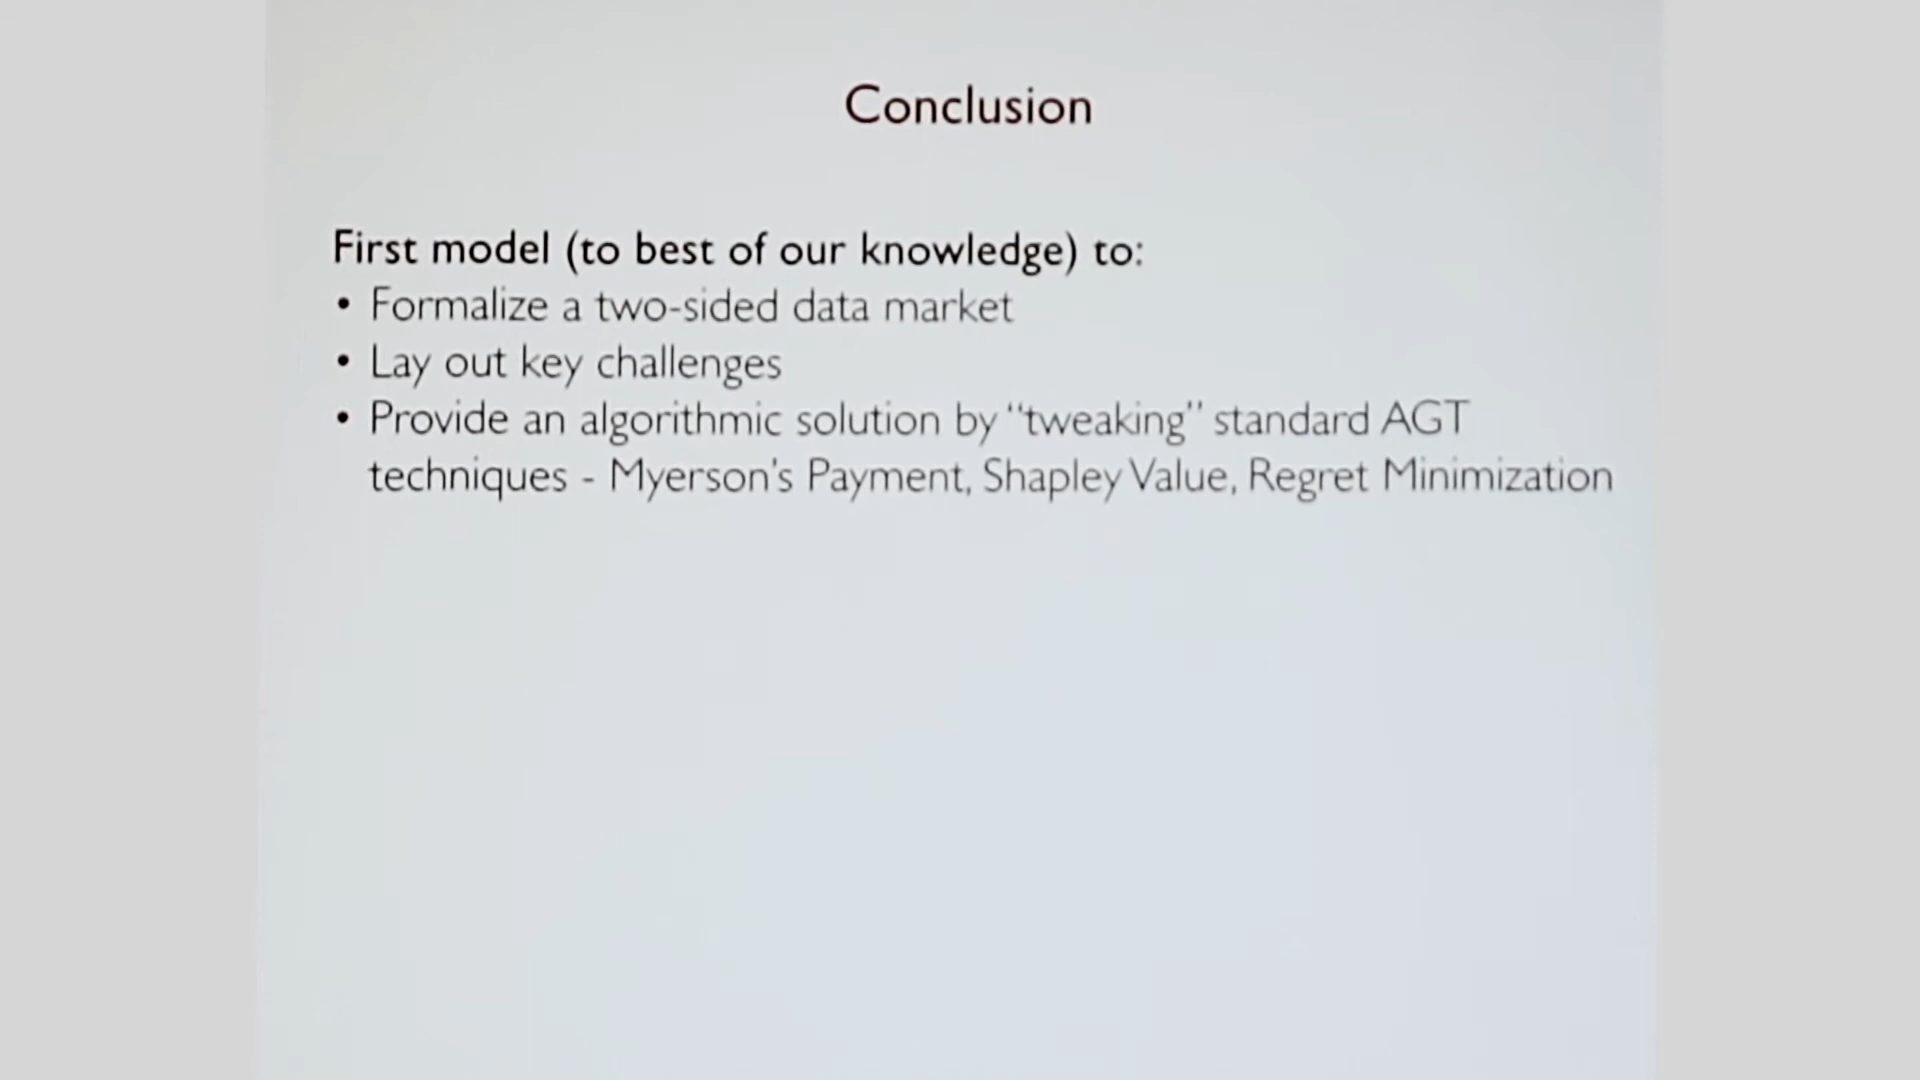 Conclusion
First model (to best of our knowledge) to:
• Formalize a two-sided data market
• Lay out key challenges
• Provide an algorithmic solution by “tweaking” standard AGT
techniques - Myerson's Payment, Shapley Value, Regret Minimization